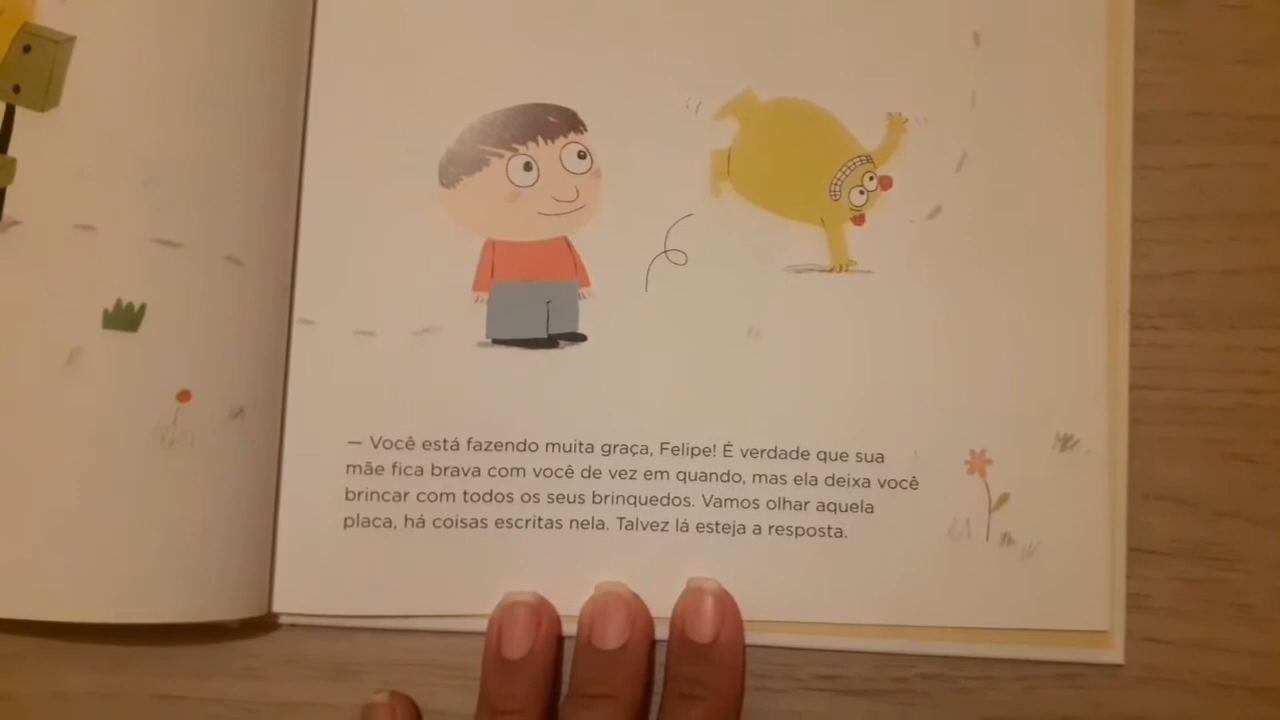 — Você está fazendo muita graça, Felipe! É verdade que sua
mãe fica brava com você de vez em quando, mas ela deixa você
brincar com todos os seus brinquedos. Vamos olhar aquela
placa, há coisas escritas nela. Talvez lá esteja a resposta.